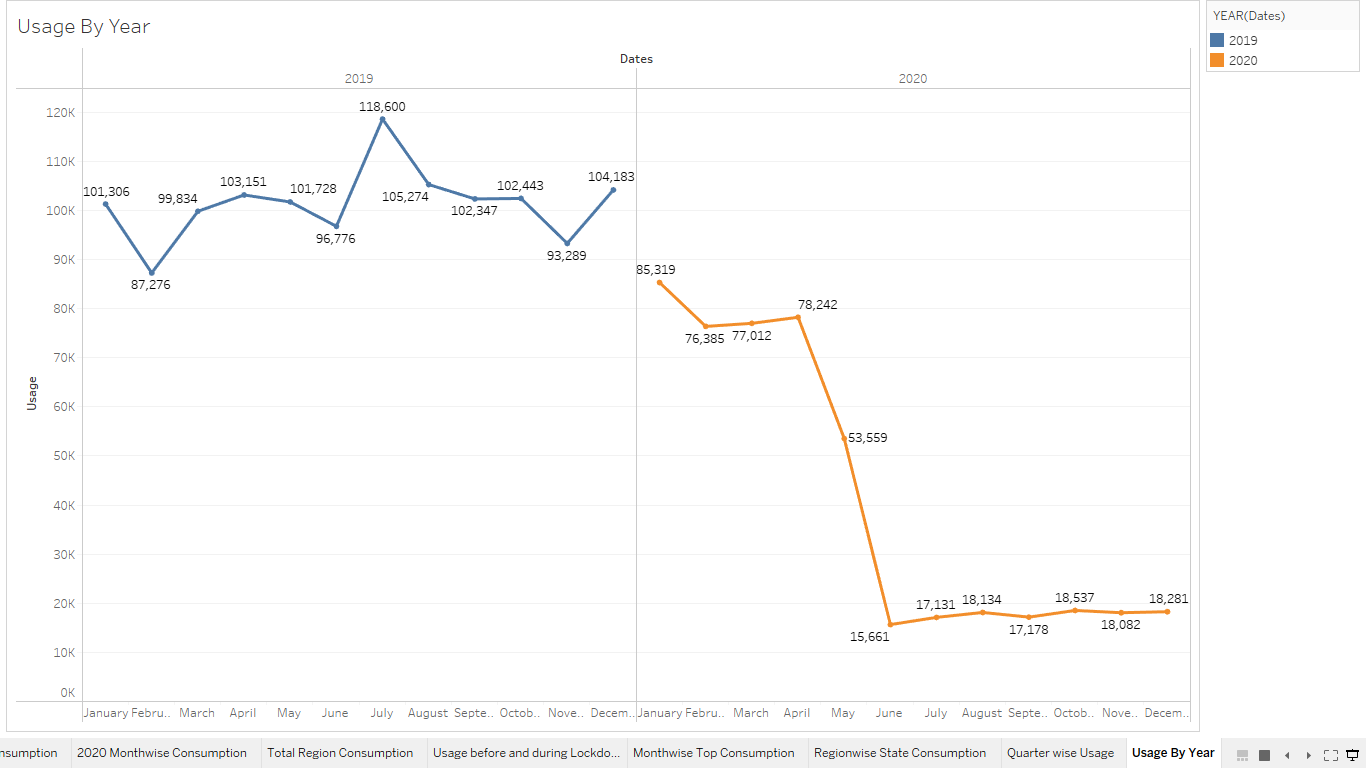 Usage By Year
YEAR(Dates)
2019
2020
Dates
2019
2020
Usage
120K
110K
100K
90K
80K
70K
60K
50K
40K
30K
20K
10K
0K
101,306
87,276
99,834
103,151
101,728
96,776
118,600
105,274
102,347
102,443
93,289
104,183
85,319
76,385
77,012
78,242
53,559
15,661
17,131
18,134
17,178
18,537
18,082
18,281
January Febru.. March April May June July August Septe.. Octob.. Nove.. Decem..
January Febru.. March April May June July August Septe.. Octob.. Nove.. Decem..
nsumption 2020 Monthwise Consumption Total Region Consumption Usage before and during Lockdo... Monthwise Top Consumption Regionwise State Consumption Quarter wise Usage Usage By Year